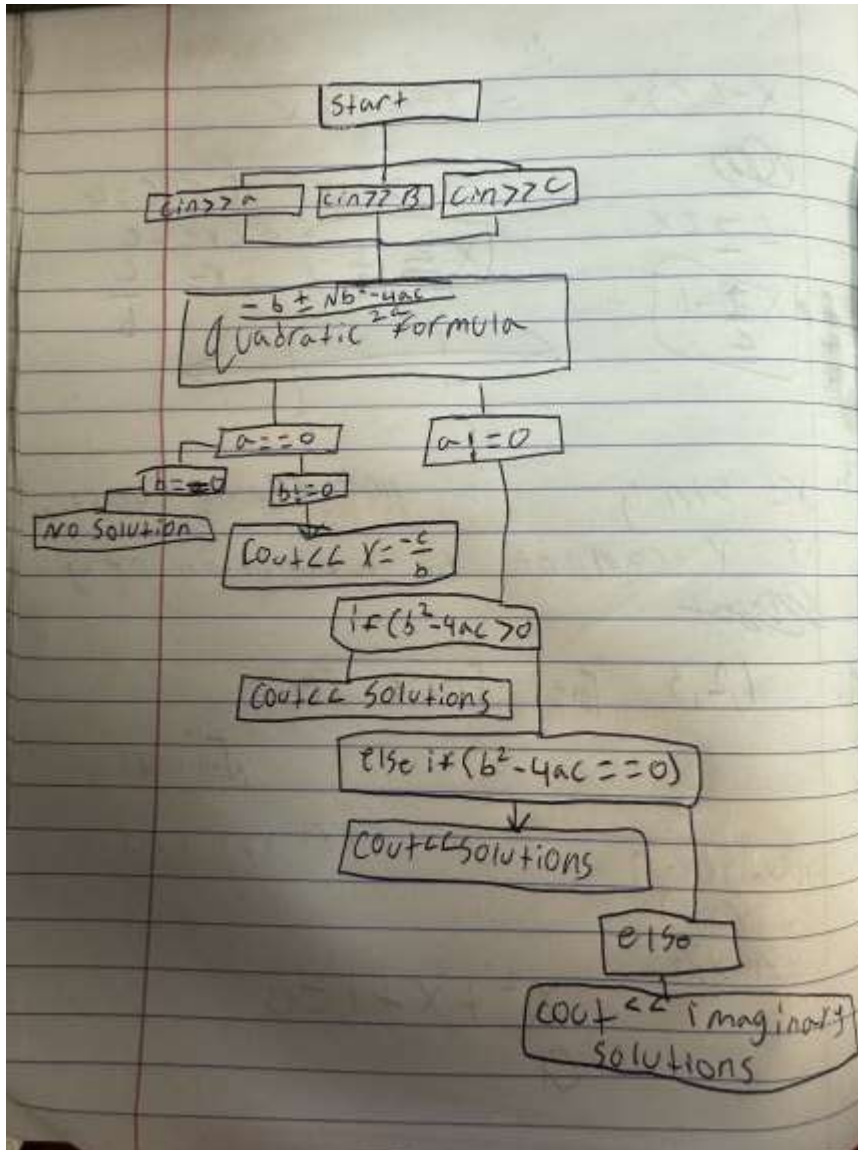 Start
cin>>a cin>>B cin>>C
-b ± √b²-4ac
2a
Quadratic Formula
a==0 a!=0
b==0 b!=0
No Solution
cout<< X=-c/b
if(b²-4ac>0
cout<< Solutions
else if(b²-4ac==0)
cout<<Solutions
else
cout<< imaginary
solutions